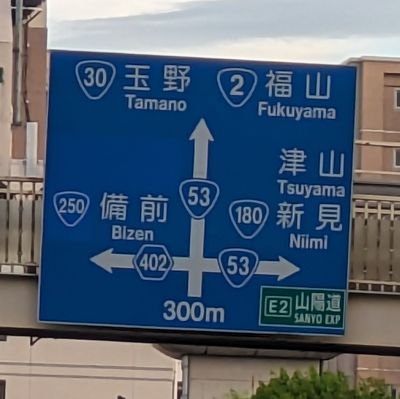 30 玉野 2 福山
Tamano Fukuyama
津山
Tsuyama
250 備前 53 180 新見
Bizen Niimi
402 53
E2 山陽道
SANYO EXP
300m